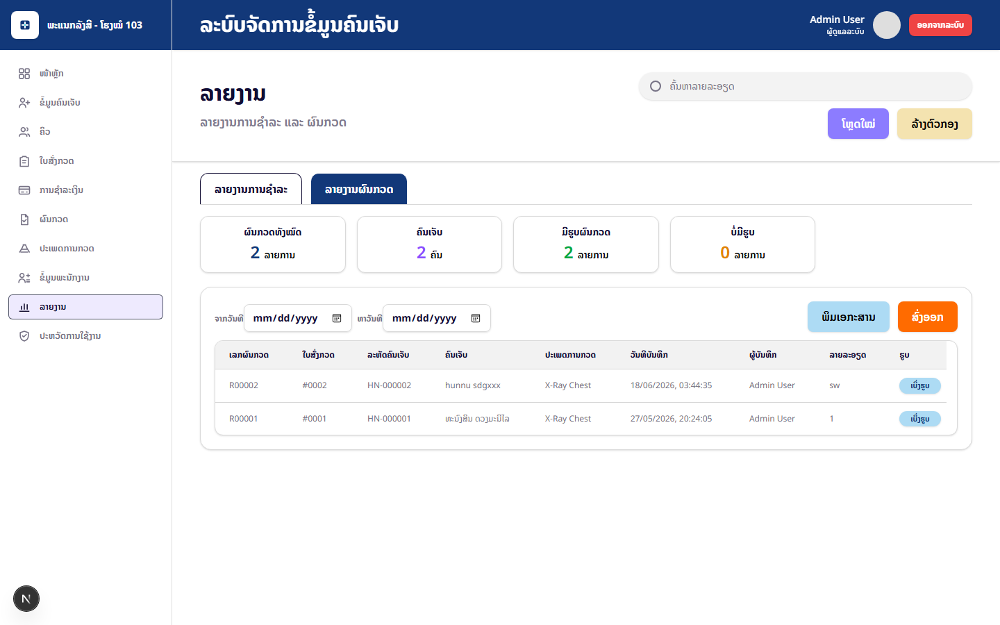 ພະແນກລັງສີ - ໂຮງໝໍ 103
ລະບົບຈັດການຂໍ້ມູນຄົນເຈັບ
Admin User
ຜູ້ດູແລລະບົບ
ອອກຈາກລະບົບ
ໜ້າຫຼັກ
ຂໍ້ມູນຄົນເຈັບ
ຄິວ
ໃບສັ່ງກວດ
ການຊຳລະເງິນ
ຜົນກວດ
ປະເພດການກວດ
ຂໍ້ມູນພະນັກງານ
ລາຍງານ
ປະຫວັດການໃຊ້ງານ
ລາຍງານ
ລາຍງານການຊຳລະ ແລະ ຜົນກວດ
ຄົ້ນຫາລາຍລະອຽດ
ໂຫຼດໃໝ່
ລ້າງຕົວກອງ
ລາຍງານການຊຳລະ
ລາຍງານຜົນກວດ
ຜົນກວດທັງໝົດ
2 ລາຍການ
ຄົນເຈັບ
2 ຄົນ
ມີຮູບຜົນກວດ
2 ລາຍການ
ບໍ່ມີຮູບ
0 ລາຍການ
ຈາກວັນທີ mm/dd/yyyy ຫາວັນທີ mm/dd/yyyy
ພິມເອກະສານ
ສົ່ງອອກ
ເລກຜົນກວດ ໃບສັ່ງກວດ ລະຫັດຄົນເຈັບ ຄົນເຈັບ ປະເພດການກວດ ວັນທີບັນທຶກ ຜູ້ບັນທຶກ ລາຍລະອຽດ ຮູບ
R00002 #0002 HN-000002 hunnu sdgxxx X-Ray Chest 18/06/2026, 03:44:35 Admin User sw ເບິ່ງຮູບ
R00001 #0001 HN-000001 ທະນົງສິນ ດວງມະນີໄລ X-Ray Chest 27/05/2026, 20:24:05 Admin User 1 ເບິ່ງຮູບ
N